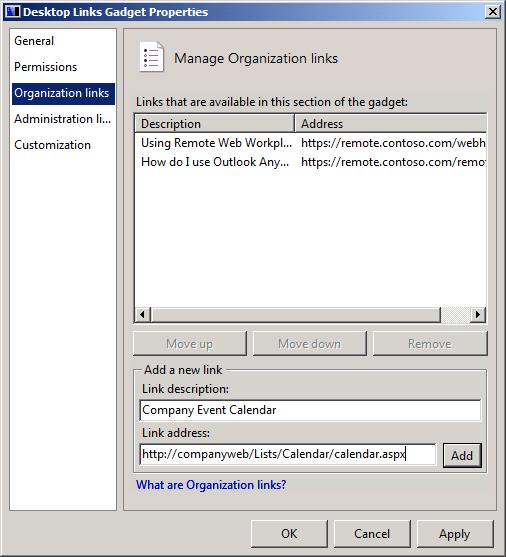 Desktop Links Gadget Properties
General
Permissions
Organization links
Administration li...
Customization
Manage Organization links
Links that are available in this section of the gadget:
Description Address
Using Remote Web Workpl... https://remote.contoso.com/webh
How do I use Outlook Any... https://remote.contoso.com/remo
Move up Move down Remove
Add a new link
Link description:
Company Event Calendar
Link address:
http://companyweb/Lists/Calendar/calendar.aspx Add
What are Organization links?
OK Cancel Apply